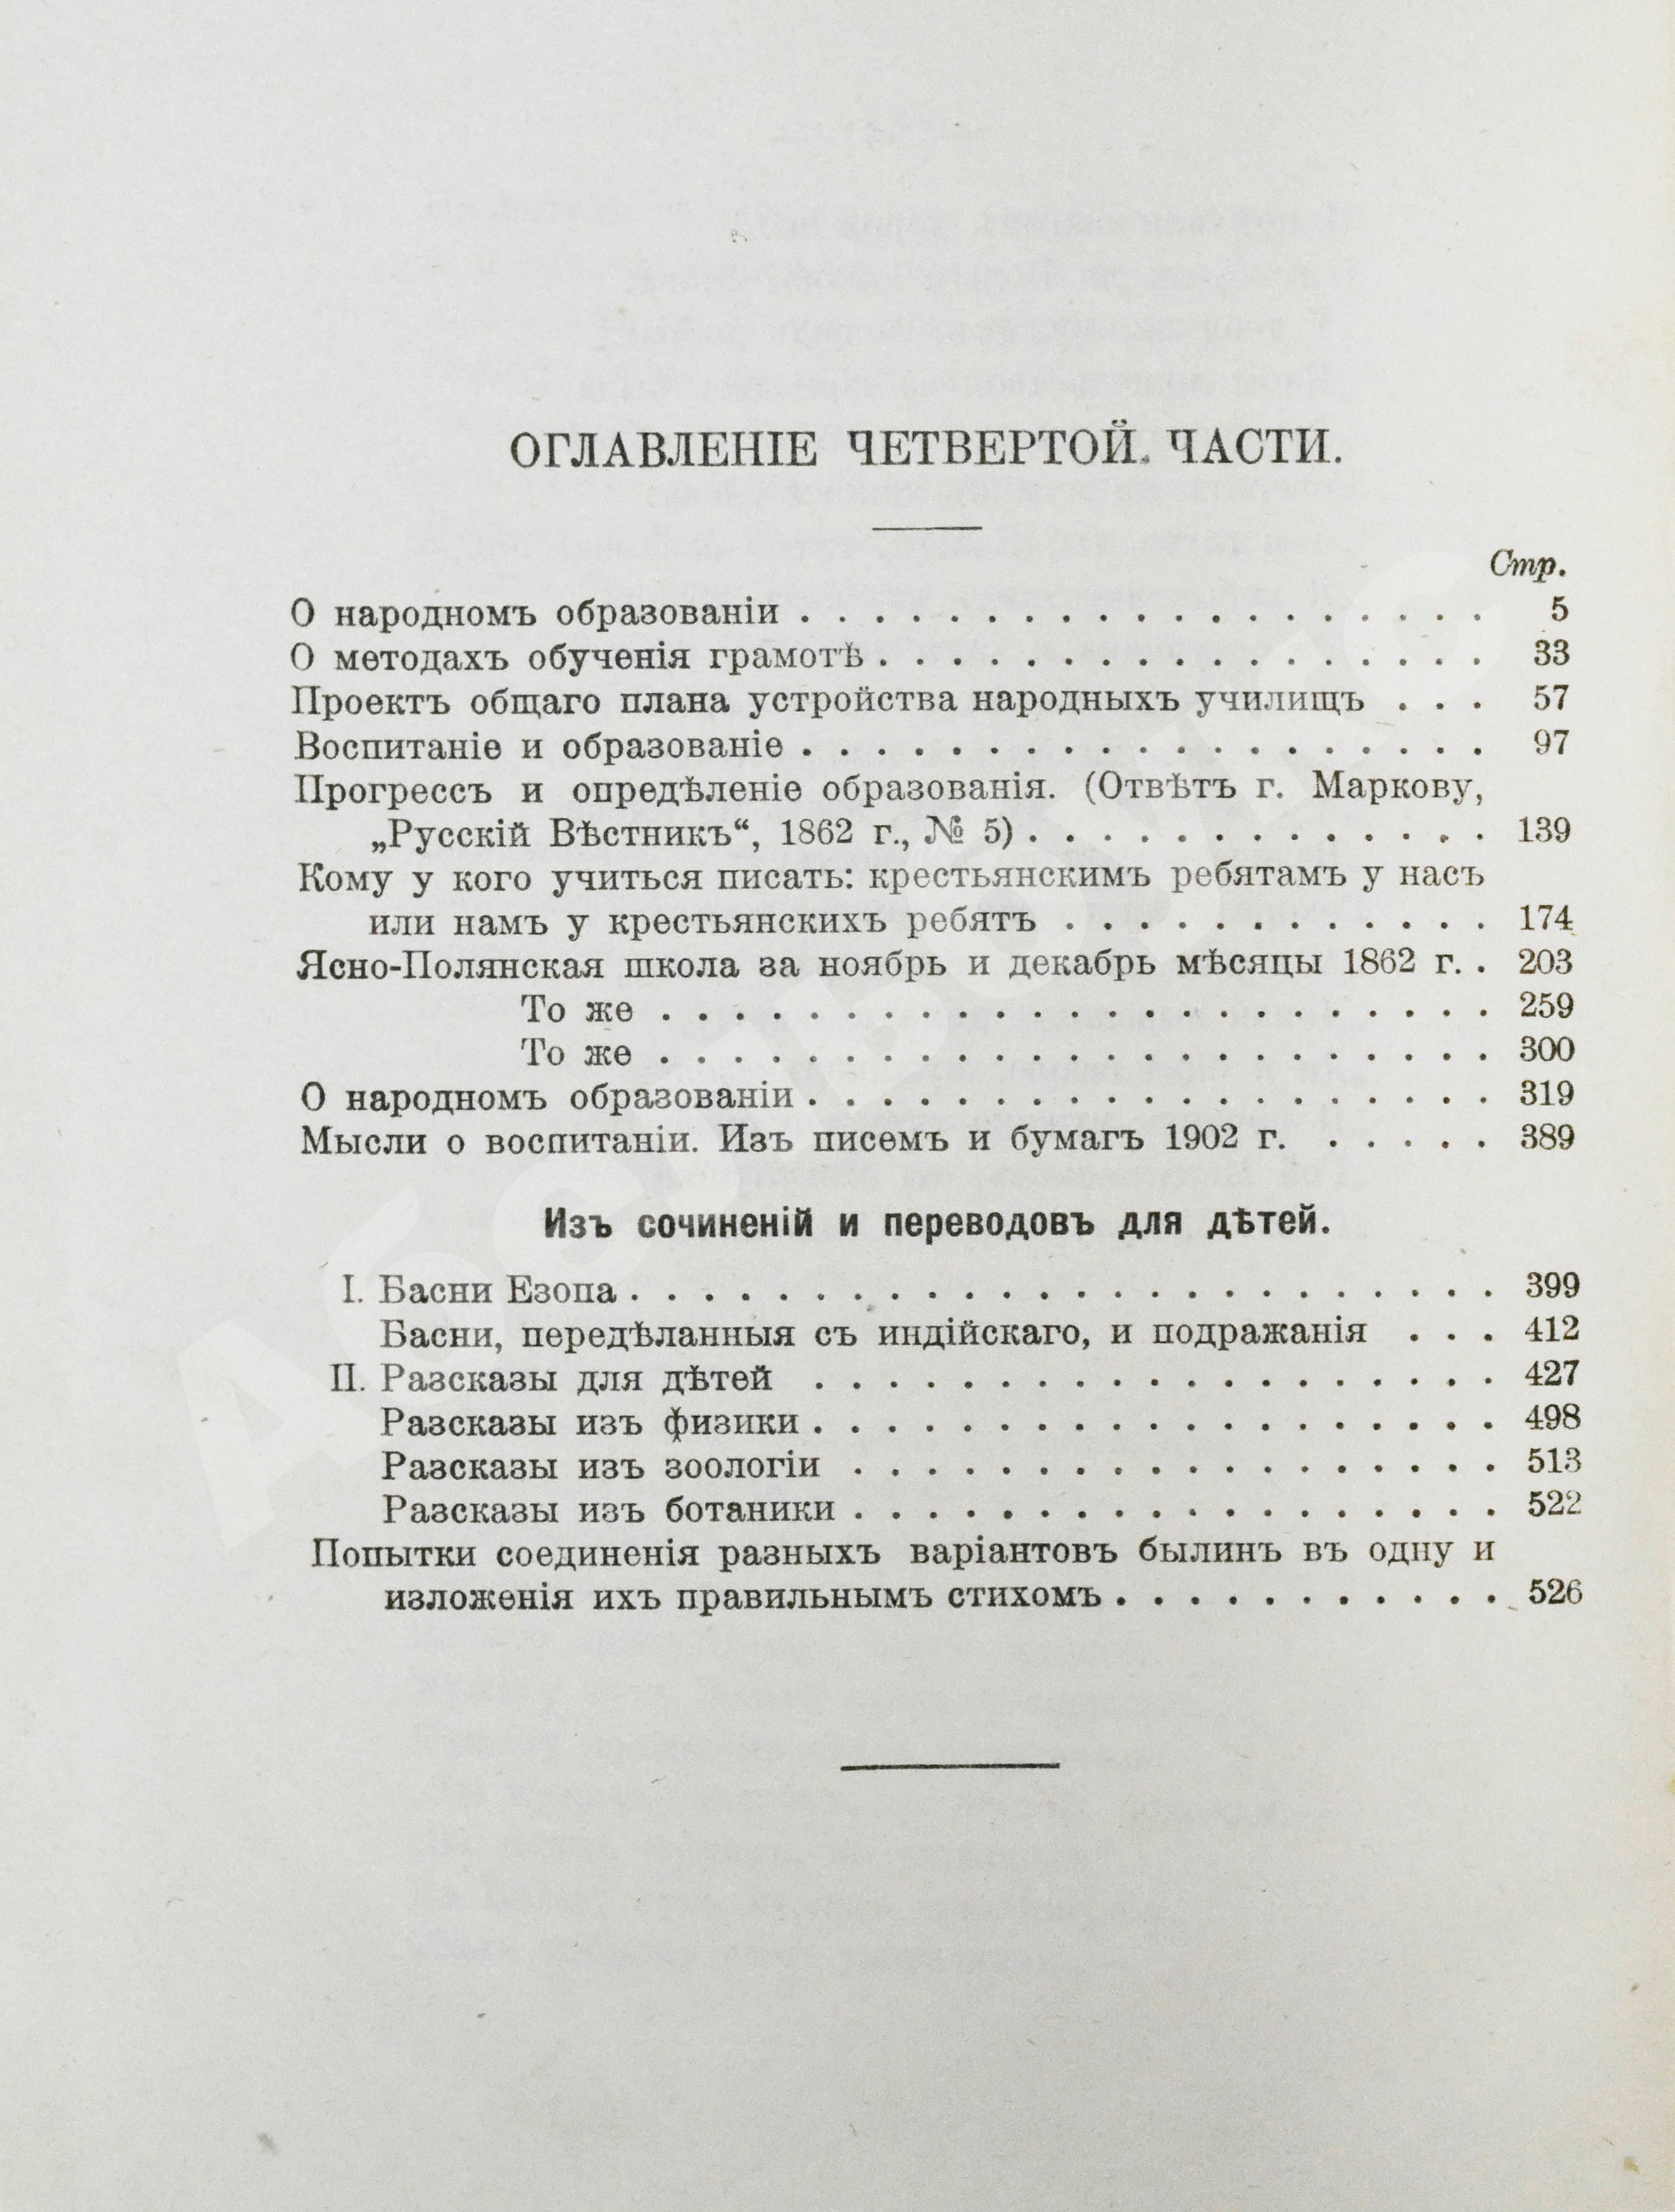 ОГЛАВЛЕНІЕ ЧЕТВЕРТОЙ ЧАСТИ.
Стр.
О народномъ образованіи . . . . . . . . . . . . . . . . . . . 5
О методахъ обученія грамотѣ . . . . . . . . . . . . . . . . . 33
Проектъ общаго плана устройства народныхъ училищъ . . . 57
Воспитаніе и образованіе . . . . . . . . . . . . . . . . . . . 97
Прогрессъ и опредѣленіе образованія. (Отвѣтъ г. Маркову,
„Русскій Вѣстникъ“, 1862 г., № 5) . . . . . . . . . . . . . 139
Кому у кого учиться писать: крестьянскимъ ребятамъ у насъ
или намъ у крестьянскихъ ребятъ . . . . . . . . . . . . 174
Ясно-Полянская школа за ноябрь и декабрь мѣсяцы 1862 г. . 203
То же . . . . . . . . . . . . . . . . . . . . . . . 259
То же . . . . . . . . . . . . . . . . . . . . . . . 300
О народномъ образованіи . . . . . . . . . . . . . . . . . . . 319
Мысли о воспитаніи. Изъ писемъ и бумагъ 1902 г. . . . . . 389
Изъ сочиненій и переводовъ для дѣтей.
I. Басни Езопа . . . . . . . . . . . . . . . . . . . . . . . . 399
Басни, передѣланныя съ индійскаго, и подражанія . . . 412
II. Разсказы для дѣтей . . . . . . . . . . . . . . . . . . . 427
Разсказы изъ физики . . . . . . . . . . . . . . . . . . . 498
Разсказы изъ зоологіи . . . . . . . . . . . . . . . . . . 513
Разсказы изъ ботаники . . . . . . . . . . . . . . . . . . 522
Попытки соединенія разныхъ варіантовъ былинъ въ одну и
изложенія ихъ правильнымъ стихомъ . . . . . . . . . . . 526